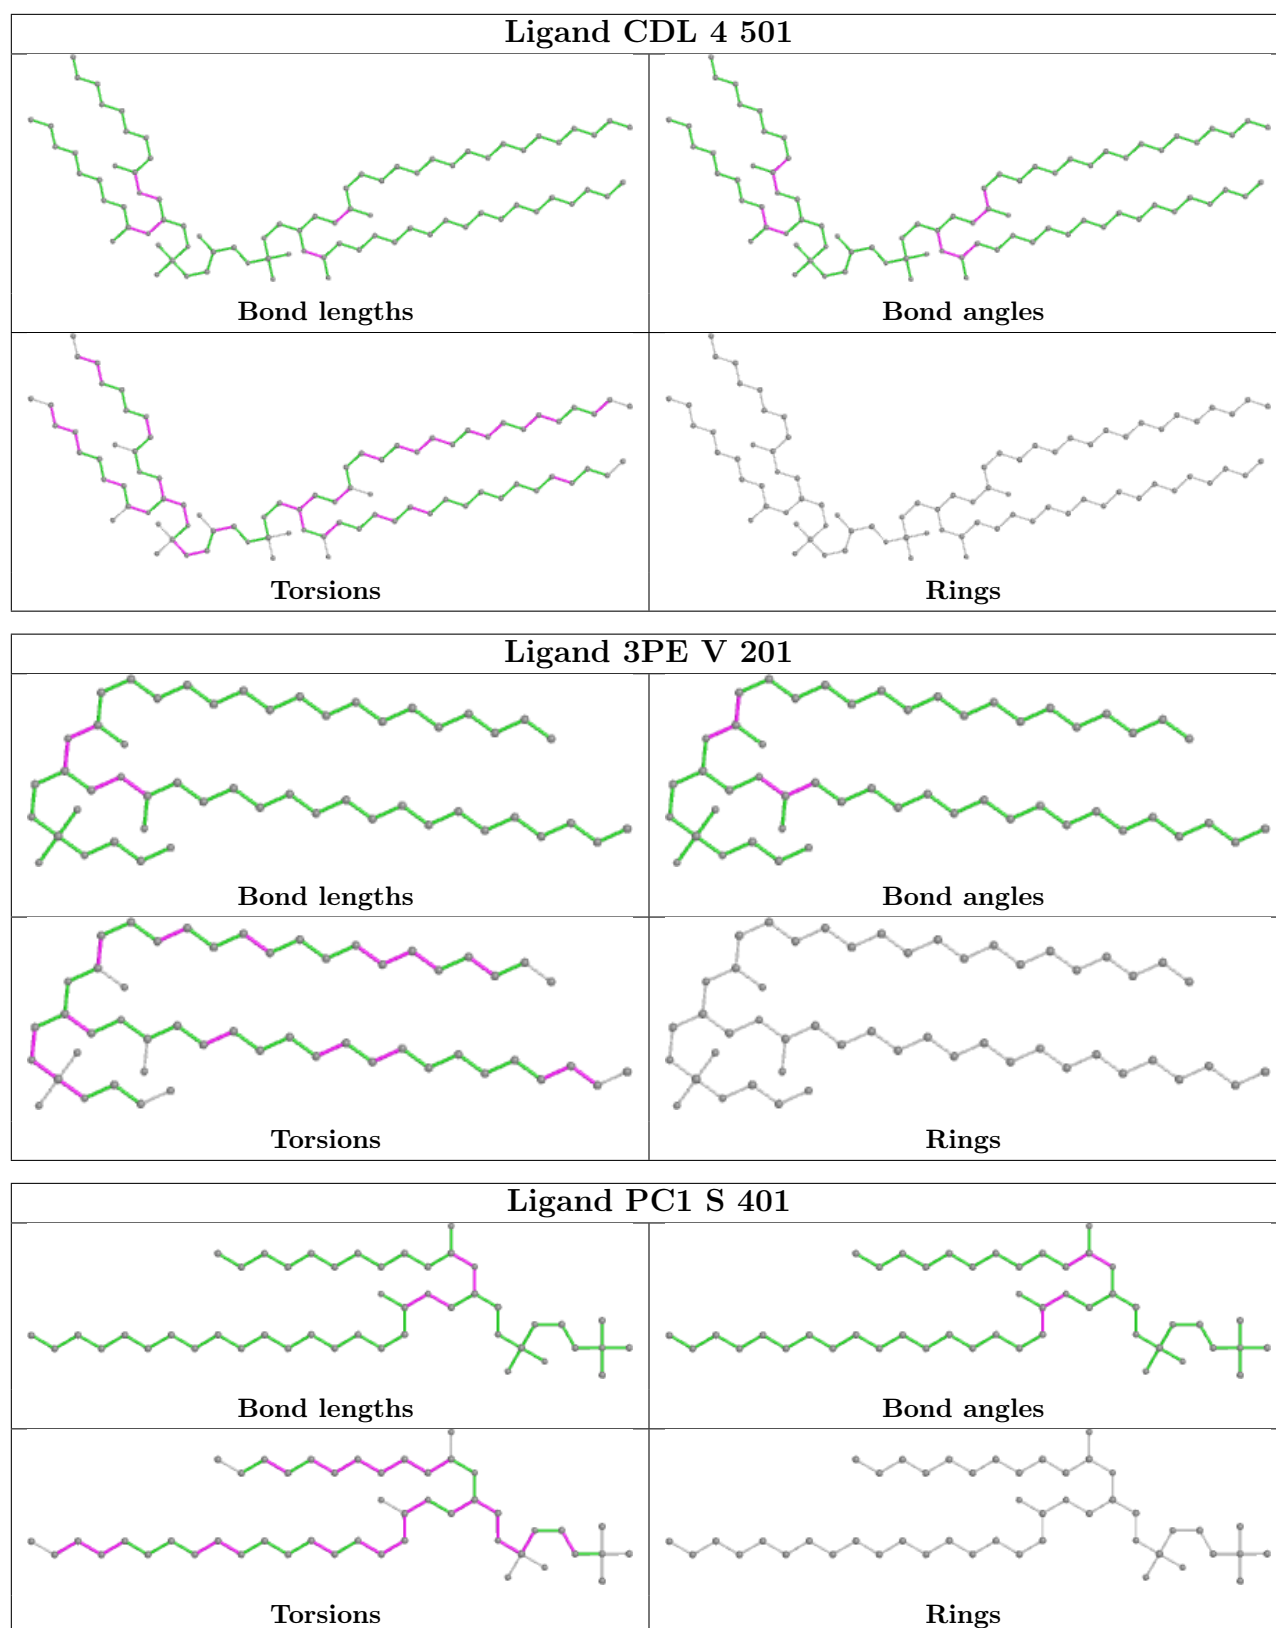 Ligand CDL 4 501
Bond lengths
Bond angles
Torsions
Rings
Ligand 3PE V 201
Bond lengths
Bond angles
Torsions
Rings
Ligand PC1 S 401
Bond lengths
Bond angles
Torsions
Rings